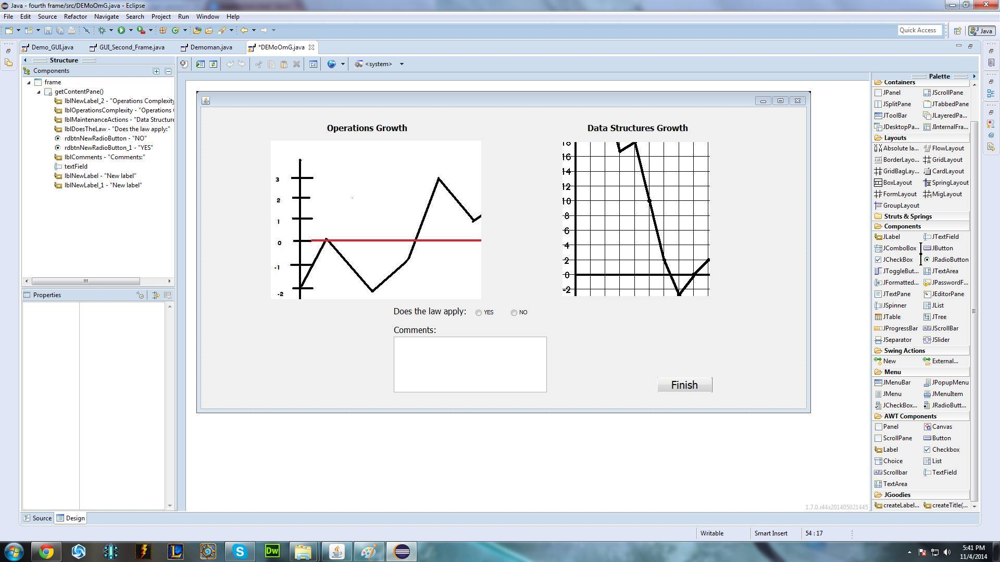 Java - fourth frame/src/DEMoOmG.java - Eclipse
File Edit Source Refactor Navigate Search Project Run Window Help
Quick Access
Java
Demo_GUI.java GUI_Second_Frame.java Demoman.java *DEMoOmG.java
Structure
<system>
Components
frame
getContentPane()
lblNewLabel_2 - "Operations Complexity
lblOperationsComplexity - "Operations
lblMaintenanceActions - "Data Structure
lblDoesTheLaw - "Does the law apply:"
rdbtnNewRadioButton - "NO"
rdbtnNewRadioButton_1 - "YES"
lblComments - "Comments:"
textField
lblNewLabel - "New label"
lblNewLabel_1 - "New label"
Properties
Operations Growth
3
2
1
0
-1
-2
Data Structures Growth
18
16
14
12
10
8
6
4
2
0
-2
Does the law apply: YES NO
Comments:
Finish
1.7.0.r44x201405021445
Palette
Containers
JPanel JScrollPane
JSplitPane JTabbedPane
JToolBar JLayeredPa...
JDesktopPa... JInternalFra...
Layouts
Absolute la... FlowLayout
BorderLayo... GridLayout
GridBagLay... CardLayout
BoxLayout SpringLayout
FormLayout MigLayout
GroupLayout
Struts & Springs
Components
JLabel JTextField
JComboBox JButton
JCheckBox JRadioButton
JToggleBut... JTextArea
JFormatted... JPasswordF...
JTextPane JEditorPane
JSpinner JList
JTable JTree
JProgressBar JScrollBar
JSeparator JSlider
Swing Actions
New External...
Menu
JMenuBar JPopupMenu
JMenu JMenuItem
JCheckBox... JRadioButt...
AWT Components
Panel Canvas
ScrollPane Button
Label Checkbox
Choice List
Scrollbar TextField
TextArea
JGoodies
createLabel... createTitle(...
Source Design
Writable Smart Insert 54 : 17
Dw
5:41 PM
11/4/2014